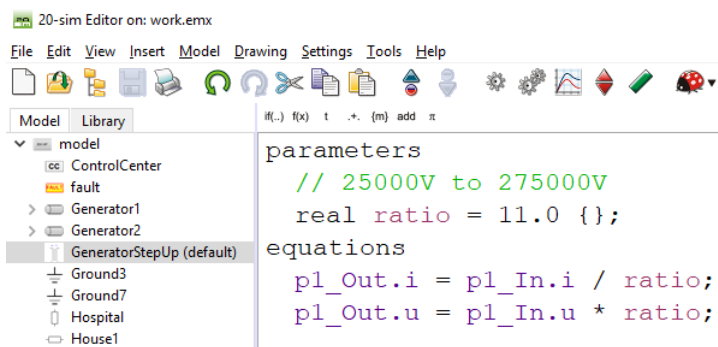 20-sim Editor on: work.emx
File Edit View Insert Model Drawing Settings Tools Help
Model Library
if(..) f(x) t .+. {m} add π
model
CC ControlCenter
fault
Generator1
Generator2
GeneratorStepUp (default)
Ground3
Ground7
Hospital
House1
parameters
// 25000V to 275000V
real ratio = 11.0 {};
equations
p1_Out.i = p1_In.i / ratio;
p1_Out.u = p1_In.u * ratio;